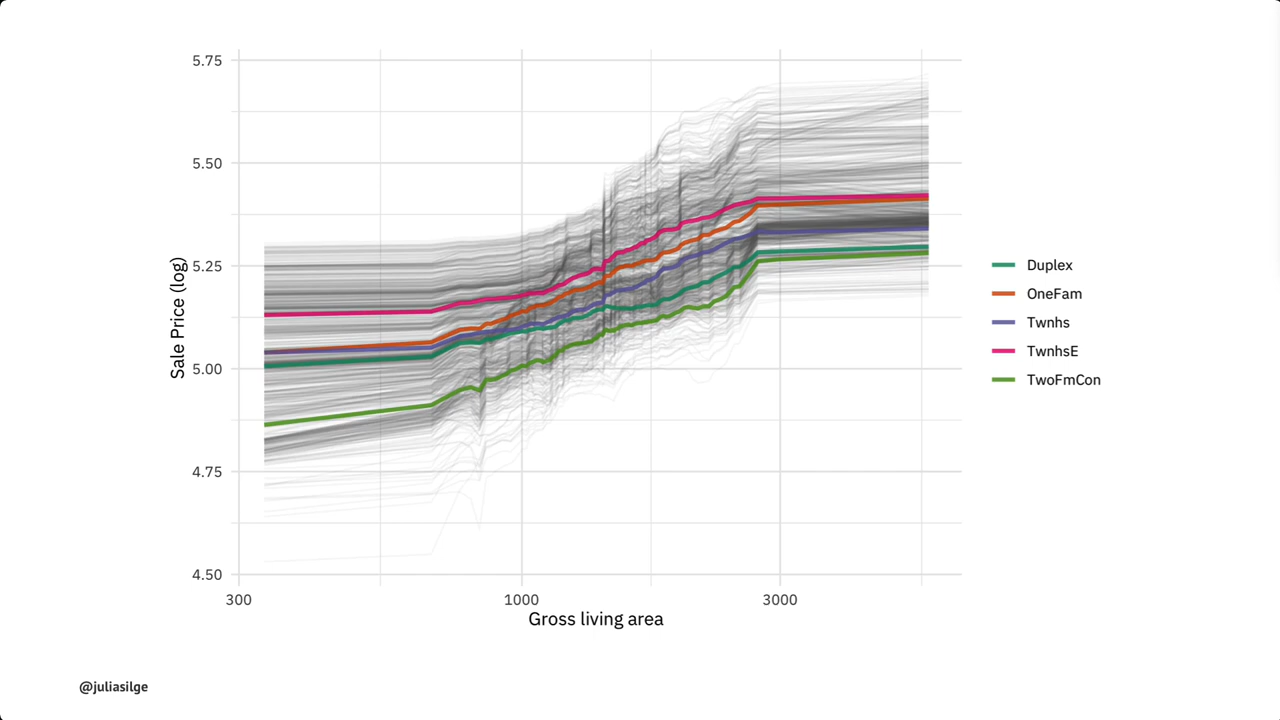 5.75
5.50
5.25
5.00
4.75
4.50
Sale Price (log)
300
1000
3000
Gross living area
Duplex
OneFam
Twnhs
TwnhsE
TwoFmCon
@juliasilge